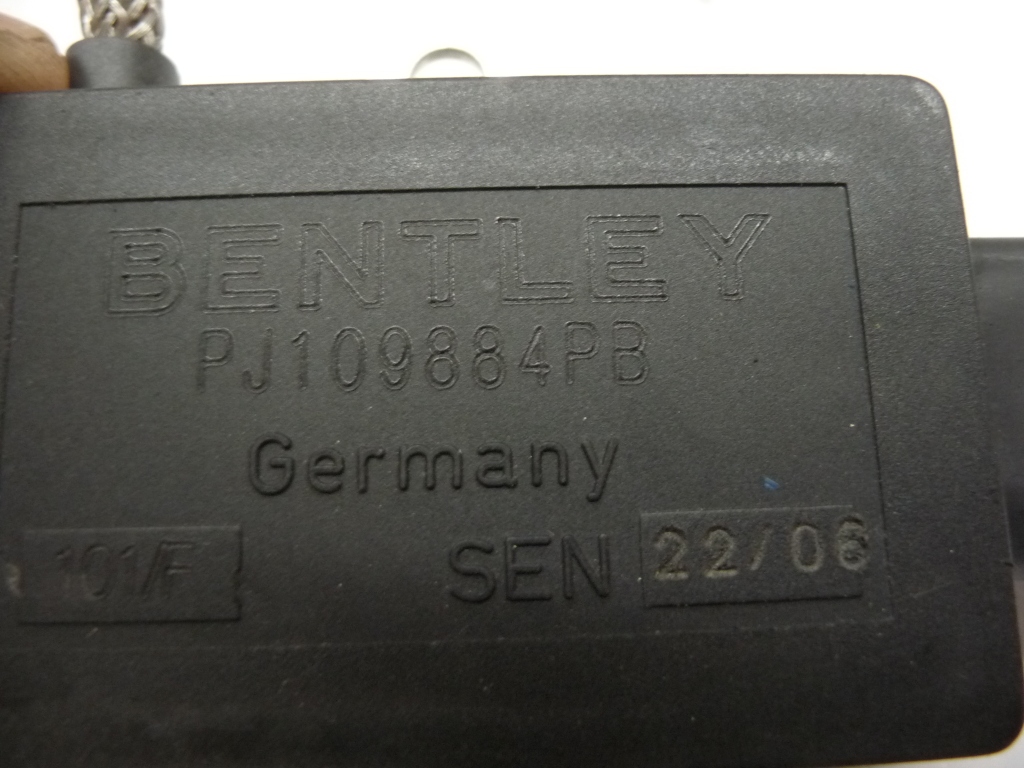 BENTLEY
PJ109884PB
Germany
101/F SEN 22/06